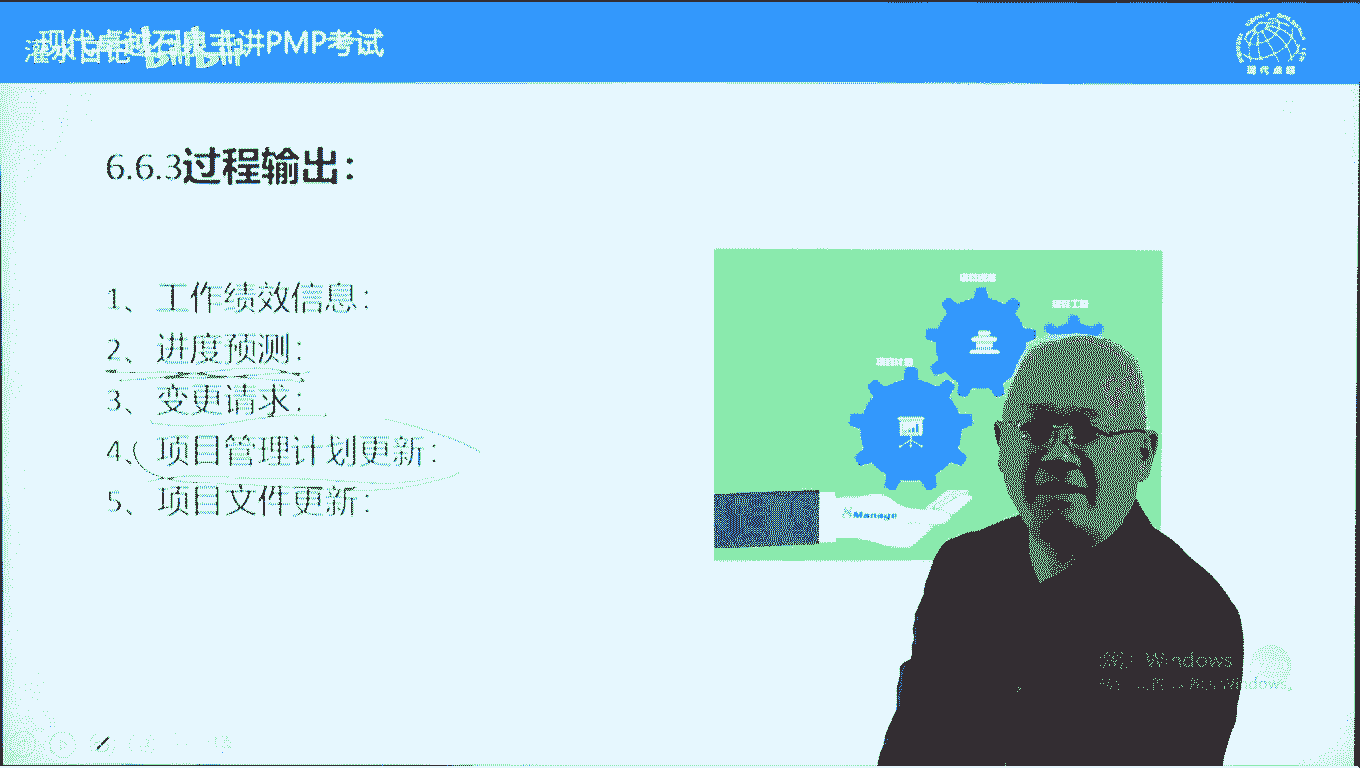 现代卓越石泉主讲PMP考试
bilibili
现代卓越
6.6.3过程输出：
1、工作绩效信息：
2、进度预测：
3、变更请求：
4、项目管理计划更新：
5、项目文件更新：
Manage
Windows